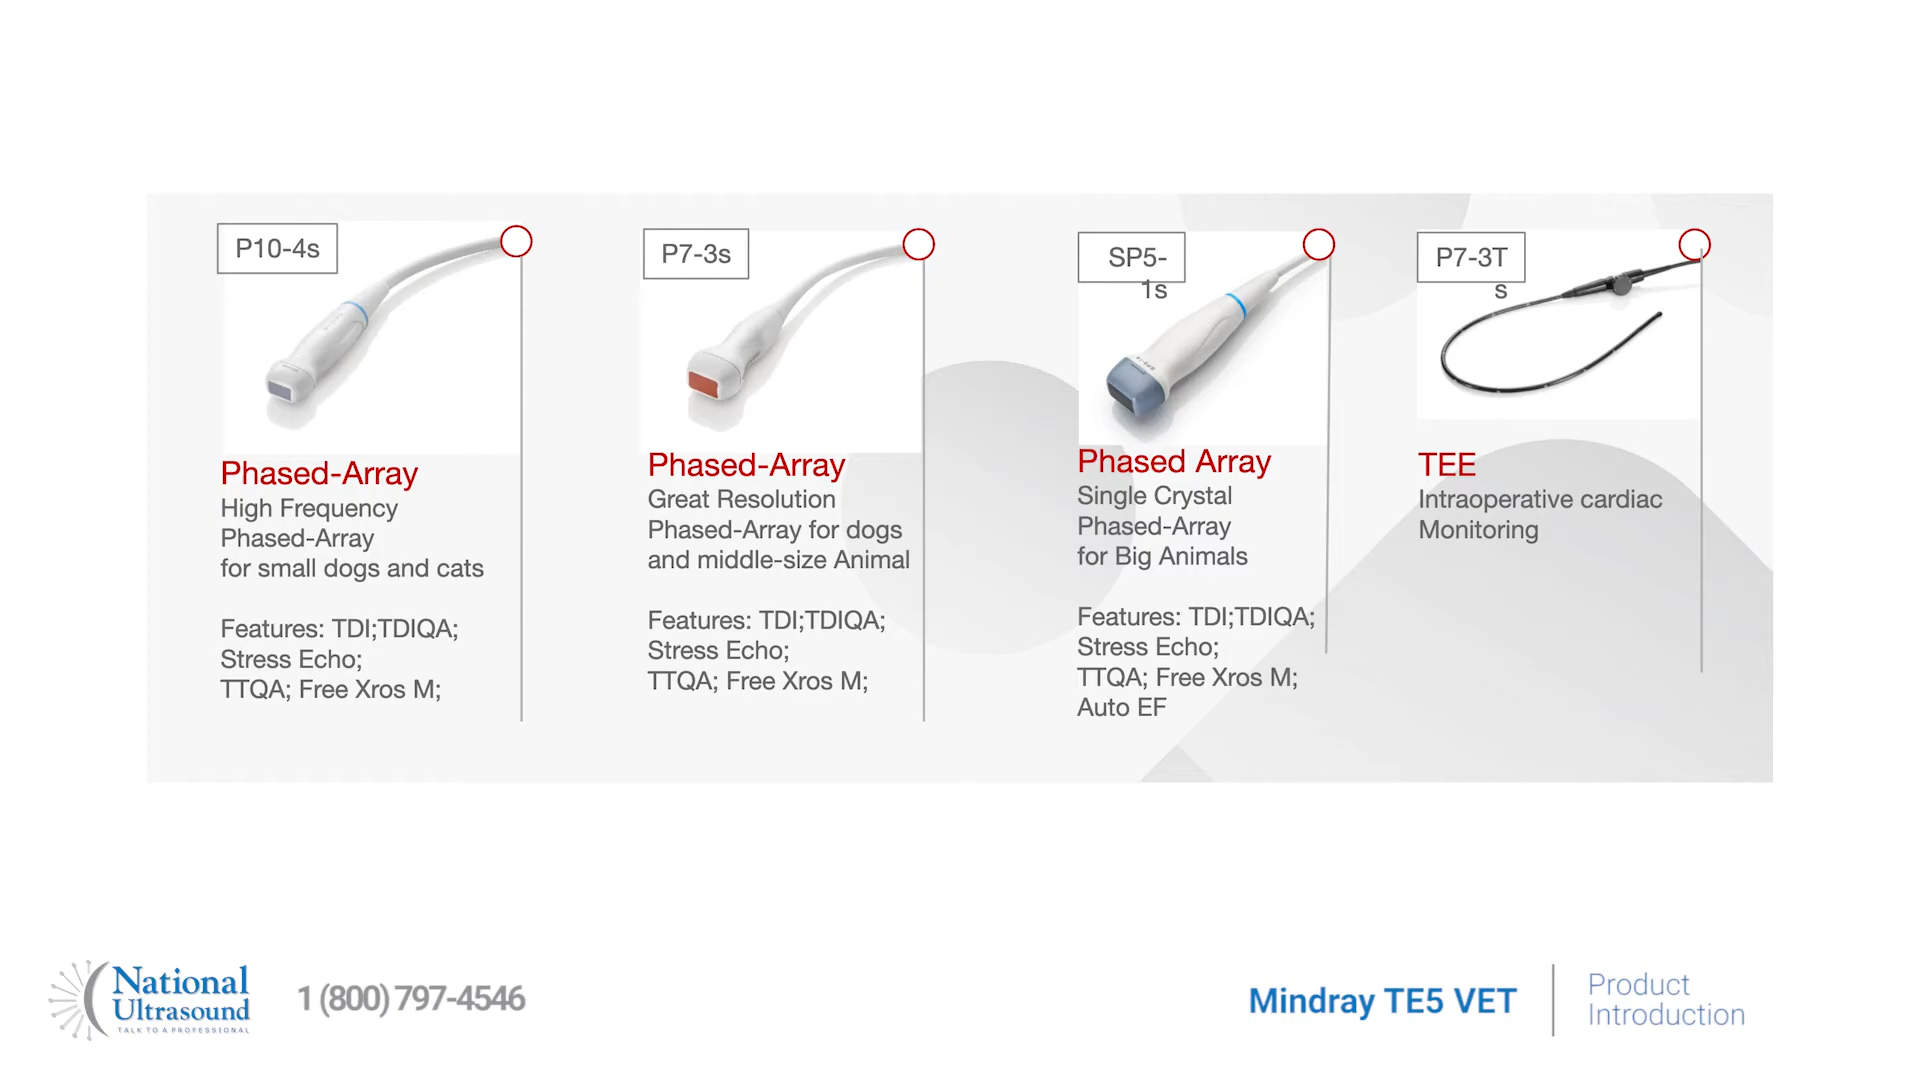 P10-4s
Phased-Array
High Frequency
Phased-Array
for small dogs and cats
Features: TDI;TDIQA;
Stress Echo;
TTQA; Free Xros M;
P7-3s
Phased-Array
Great Resolution
Phased-Array for dogs
and middle-size Animal
Features: TDI;TDIQA;
Stress Echo;
TTQA; Free Xros M;
SP5-
1s
Phased Array
Single Crystal
Phased-Array
for Big Animals
Features: TDI;TDIQA;
Stress Echo;
TTQA; Free Xros M;
Auto EF
P7-3T
s
TEE
Intraoperative cardiac
Monitoring
National
Ultrasound
TALK TO A PROFESSIONAL
1 (800) 797-4546
Mindray TE5 VET
Product
Introduction